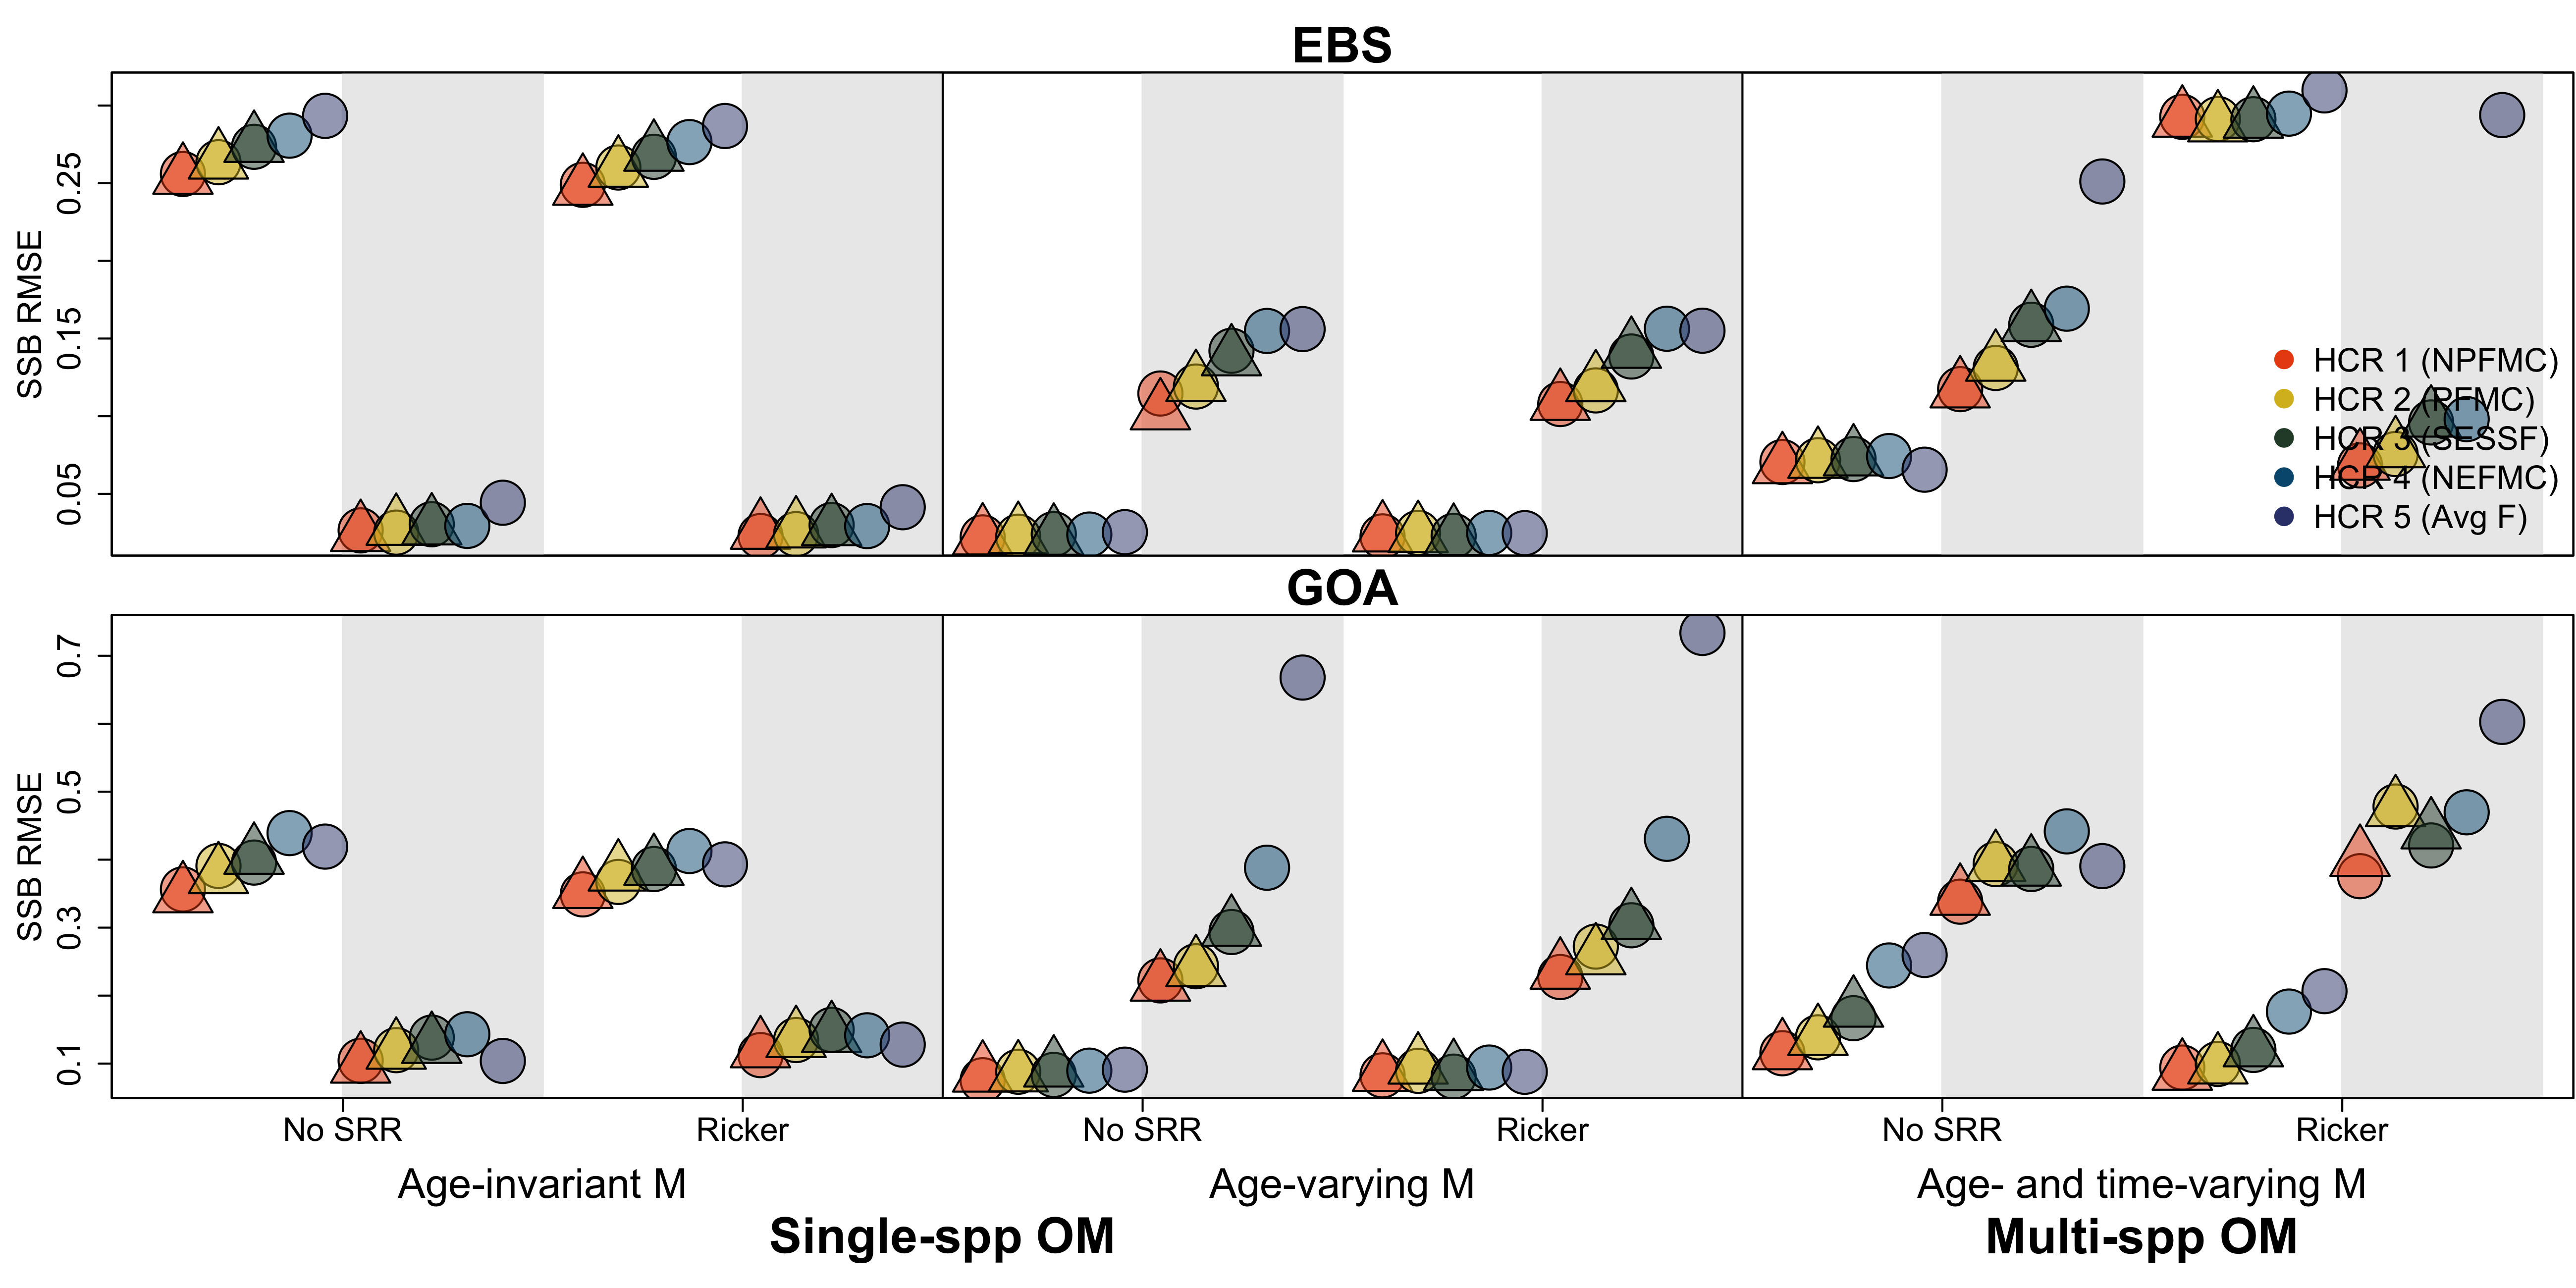 EBS
SSB RMSE
0.25
0.15
0.05
HCR 1 (NPFMC)
HCR 2 (PFMC)
HCR 3 (SESSF)
HCR 4 (NEFMC)
HCR 5 (Avg F)
GOA
SSB RMSE
0.7
0.5
0.3
0.1
No SRR
Ricker
No SRR
Ricker
No SRR
Ricker
Age-invariant M
Age-varying M
Age- and time-varying M
Single-spp OM
Multi-spp OM